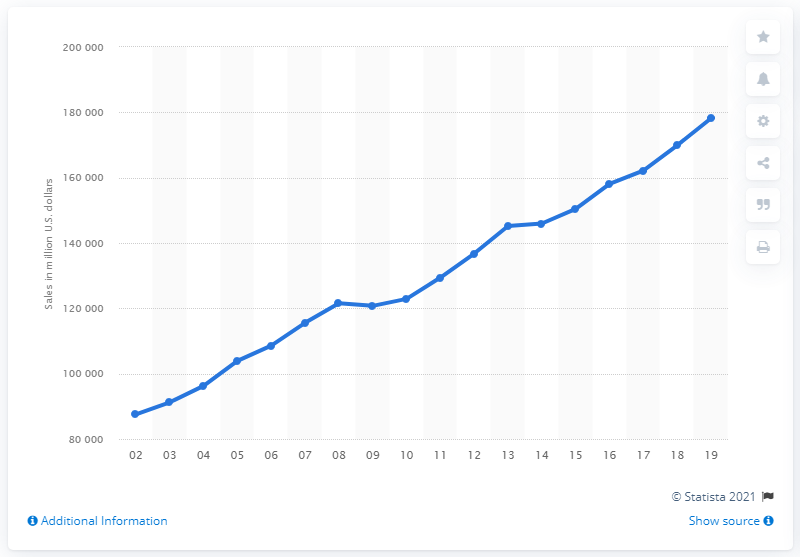 200 000
180 000
160 000
140 000
120 000
100 000
80 000
Sales in million U.S. dollars
02 03 04 05 06 07 08 09 10 11 12 13 14 15 16 17 18 19
© Statista 2021
Additional Information
Show source